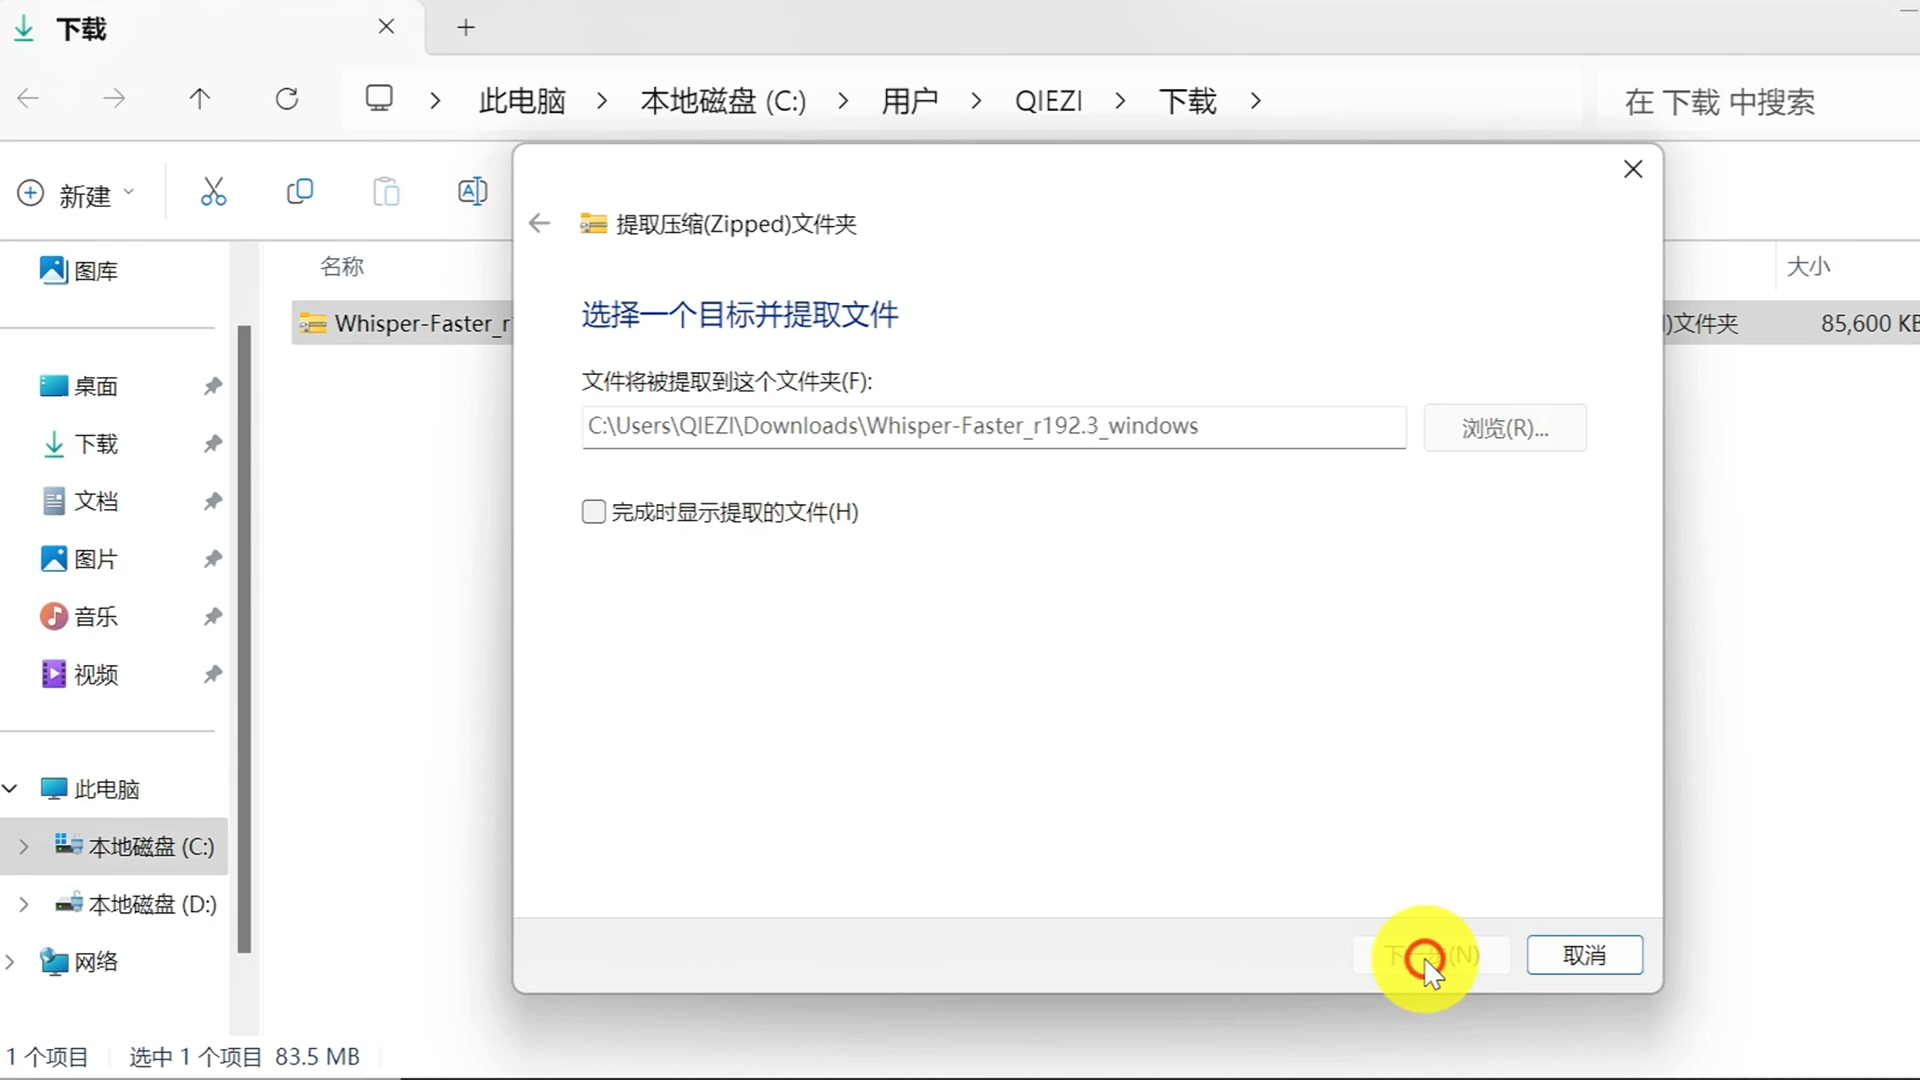 下载
此电脑 本地磁盘 (C:) 用户 QIEZI 下载
在 下载 中搜索
新建
提取压缩(Zipped)文件夹
选择一个目标并提取文件
文件将被提取到这个文件夹(F):
C:\Users\QIEZI\Downloads\Whisper-Faster_r192.3_windows
浏览(R)...
完成时显示提取的文件(H)
取消
名称
大小
Whisper-Faster_r
)文件夹
85,600 KB
图库
桌面
下载
文档
图片
音乐
视频
此电脑
本地磁盘 (C:)
本地磁盘 (D:)
网络
1 个项目
选中 1 个项目 83.5 MB